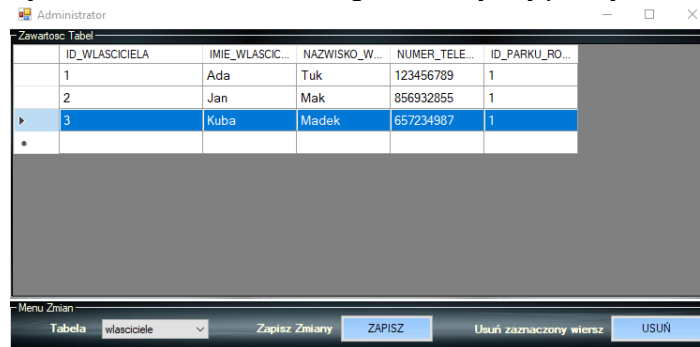 Administrator
Zawartosc Tabel
ID_WLASCICIELA IMIE_WLASCIC... NAZWISKO_W... NUMER_TELE... ID_PARKU_RO...
1 Ada Tuk 123456789 1
2 Jan Mak 856932855 1
3 Kuba Madek 657234987 1
Menu Zmian
Tabela wlasciciele Zapisz Zmiany ZAPISZ Usuń zaznaczony wiersz USUŃ